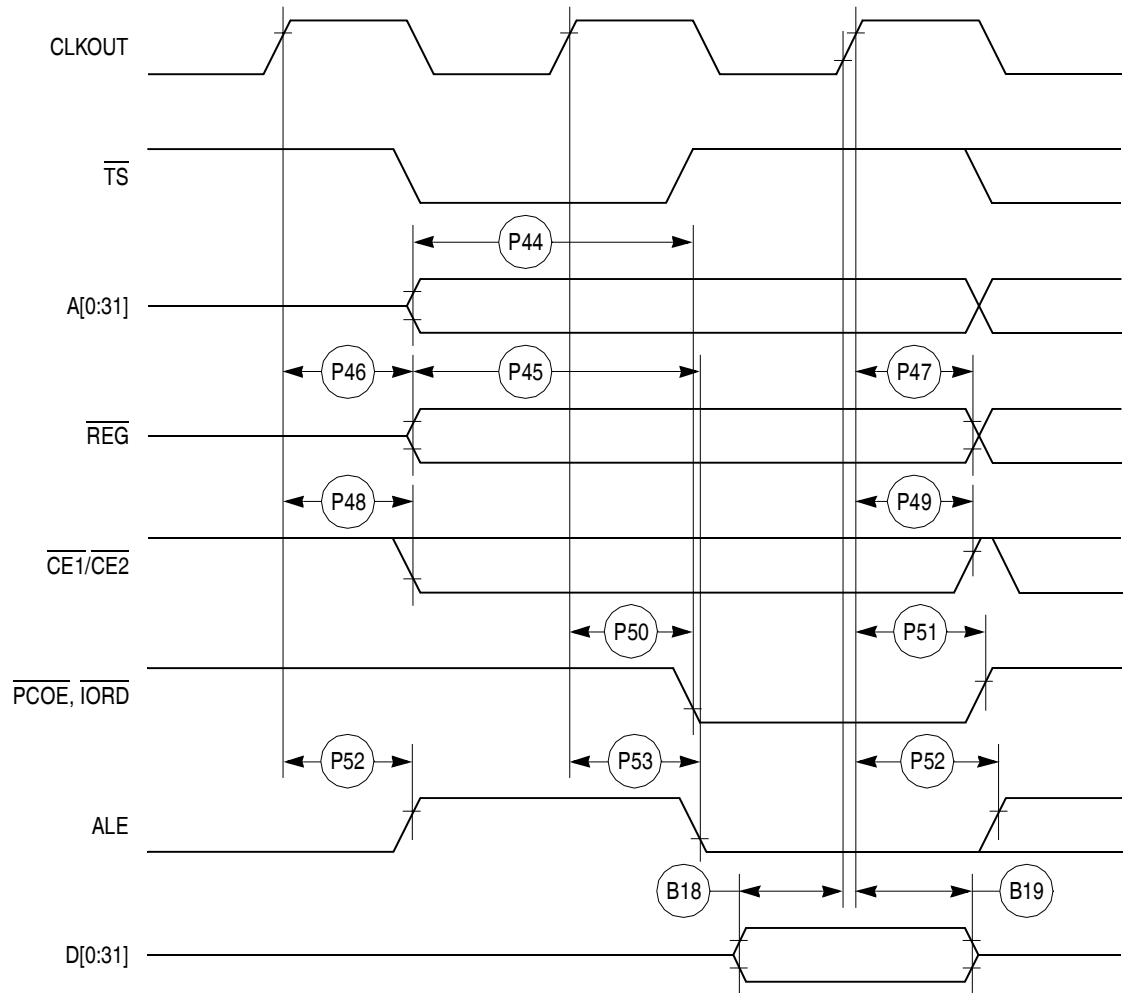 CLKOUT
TS
P44
A[0:31]
P46 P45 P47
REG
P48 P49
CE1/CE2
P50 P51
PCOE, IORD
P52 P53 P52
ALE
B18 B19
D[0:31]